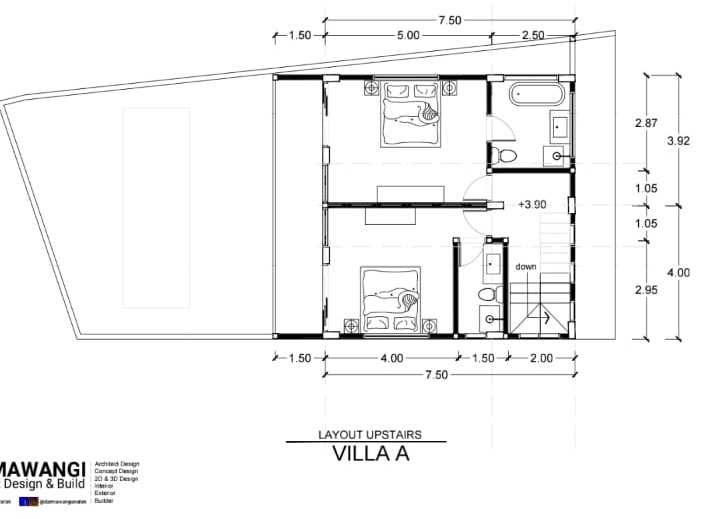 7.50
1.50 5.00 2.50
2.87
3.92
1.05
+3.90
1.05
down
4.00
2.95
1.50 4.00 1.50 2.00
7.50
LAYOUT UPSTAIRS
VILLA A
MAWANGI
Design & Build
Architect Design
Concept Design
2D & 3D Design
Interior
Exterior
Builder